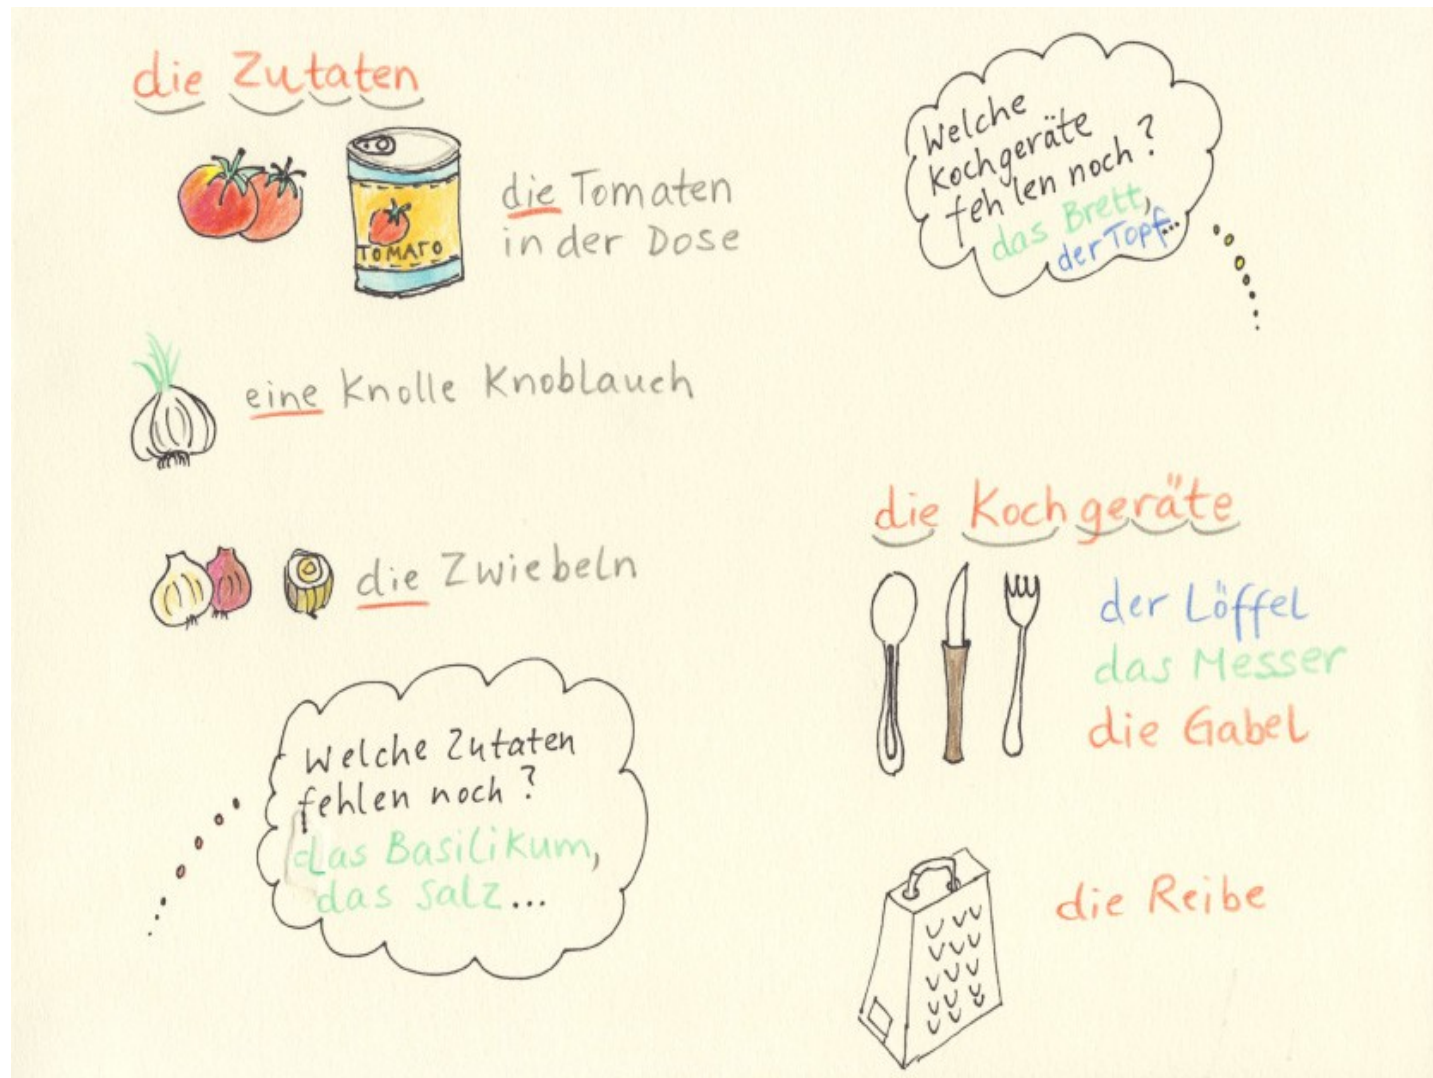 die Zutaten
TOMATO
die Tomaten
in der Dose
eine Knolle Knoblauch
die Zwiebeln
Welche Zutaten
fehlen noch?
das Basilikum,
das Salz...
Welche
Kochgeräte
fehlen noch?
das Brett,
der Topf...
die Kochgeräte
der Löffel
das Messer
die Gabel
die Reibe